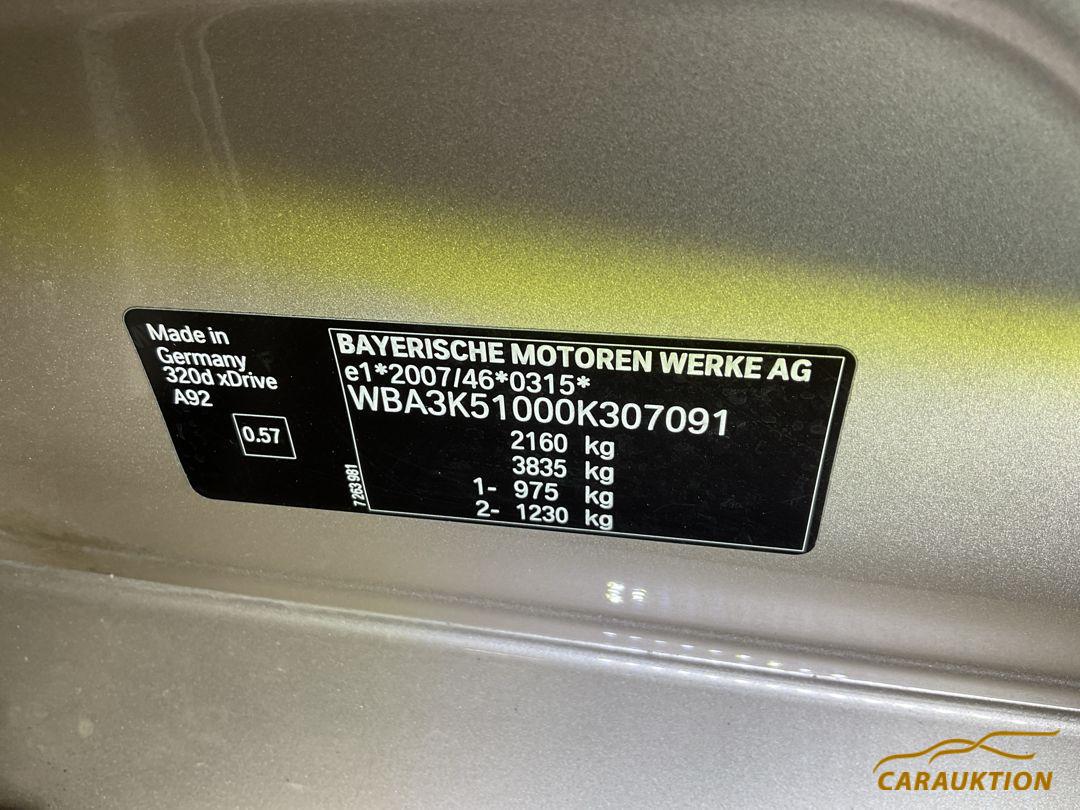 Made in
Germany
320d xDrive
A92
0.57
7 263 981
BAYERISCHE MOTOREN WERKE AG
e1*2007/46*0315*
WBA3K51000K307091
2160 kg
3835 kg
1- 975 kg
2- 1230 kg
CARAUKTION